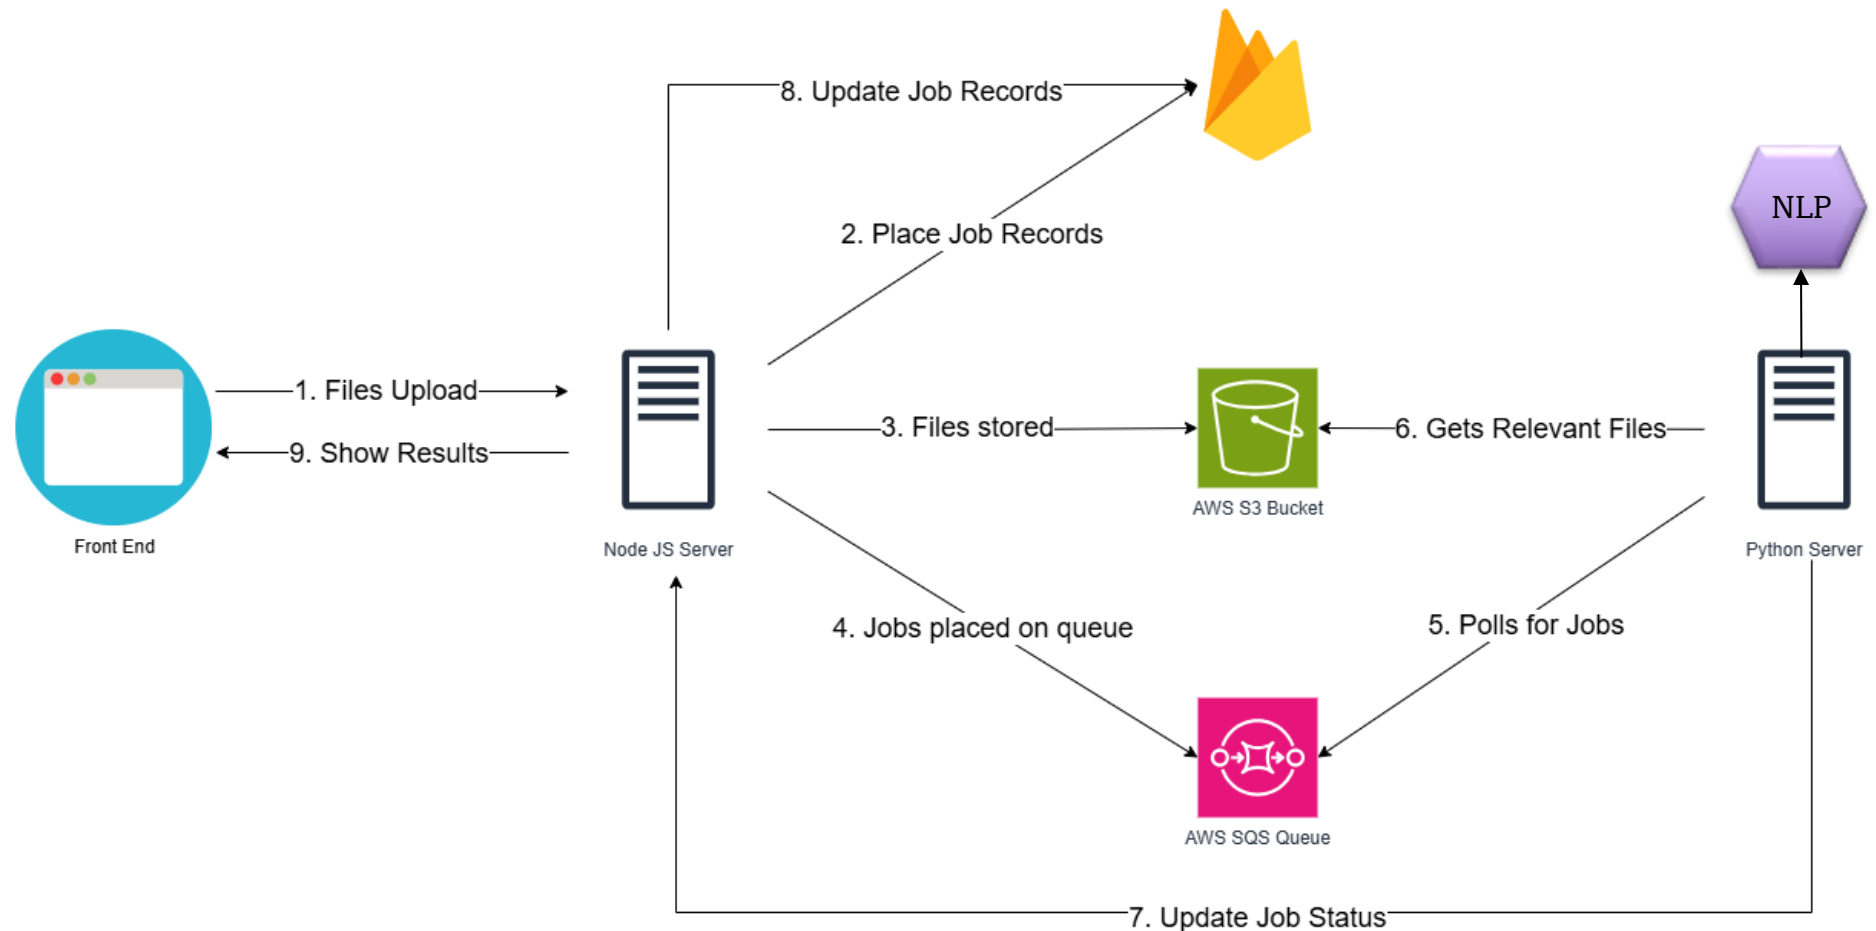 8. Update Job Records
NLP
2. Place Job Records
1. Files Upload
3. Files stored
6. Gets Relevant Files
9. Show Results
AWS S3 Bucket
Front End
Node JS Server
Python Server
4. Jobs placed on queue
5. Polls for Jobs
AWS SQS Queue
7. Update Job Status